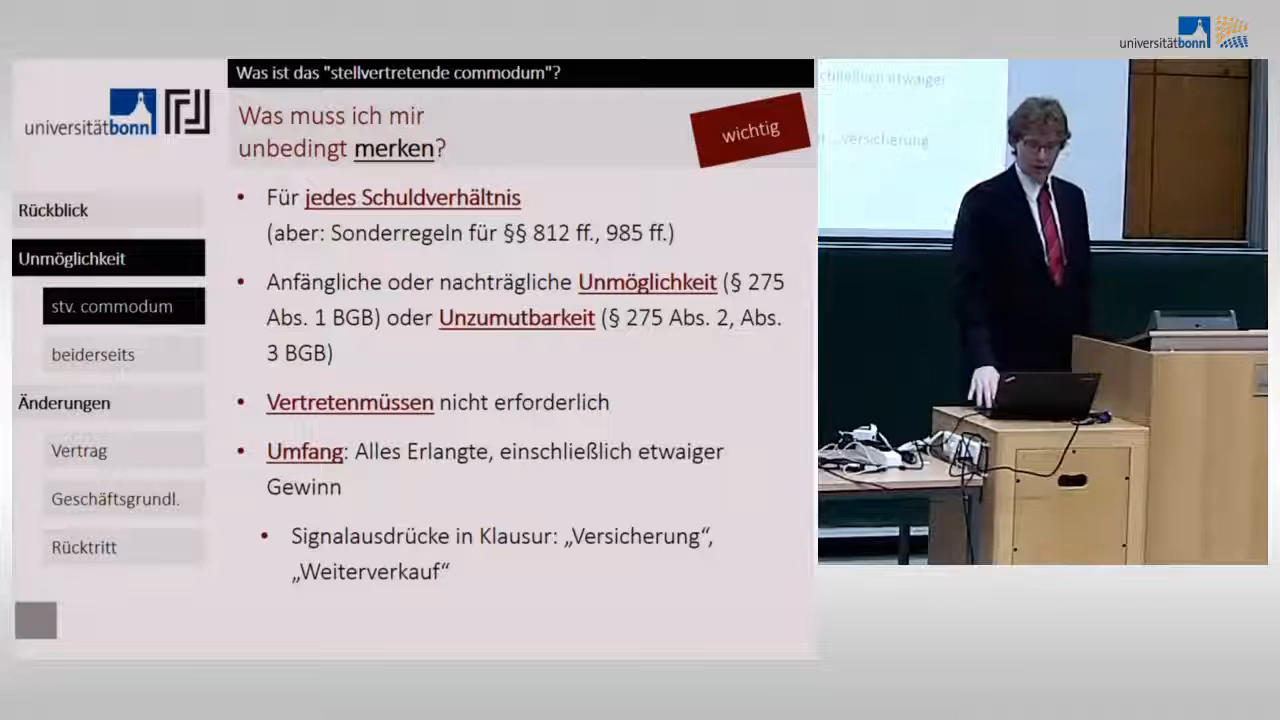 universitätbonn
Was ist das "stellvertretende commodum"?
universitätbonn
Was muss ich mir
unbedingt merken?
wichtig
Rückblick
Unmöglichkeit
stv. commodum
beiderseits
Änderungen
Vertrag
Geschäftsgrundl.
Rücktritt
• Für jedes Schuldverhältnis
(aber: Sonderregeln für §§ 812 ff., 985 ff.)
• Anfängliche oder nachträgliche Unmöglichkeit (§ 275
Abs. 1 BGB) oder Unzumutbarkeit (§ 275 Abs. 2, Abs.
3 BGB)
• Vertretenmüssen nicht erforderlich
• Umfang: Alles Erlangte, einschließlich etwaiger
Gewinn
• Signalausdrücke in Klausur: „Versicherung“,
„Weiterverkauf“
chließlich etwaiger
versicherung